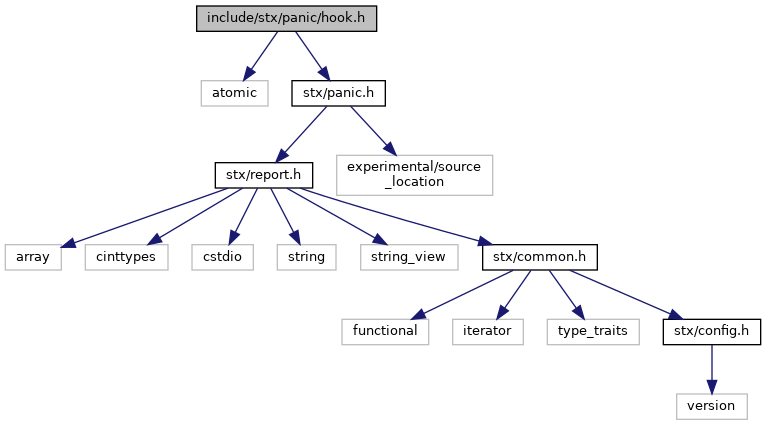 include/stx/panic/hook.h
atomic
stx/panic.h
experimental/source
_location
stx/report.h
array
cinttypes
cstdio
string
string_view
stx/common.h
functional
iterator
type_traits
stx/config.h
version